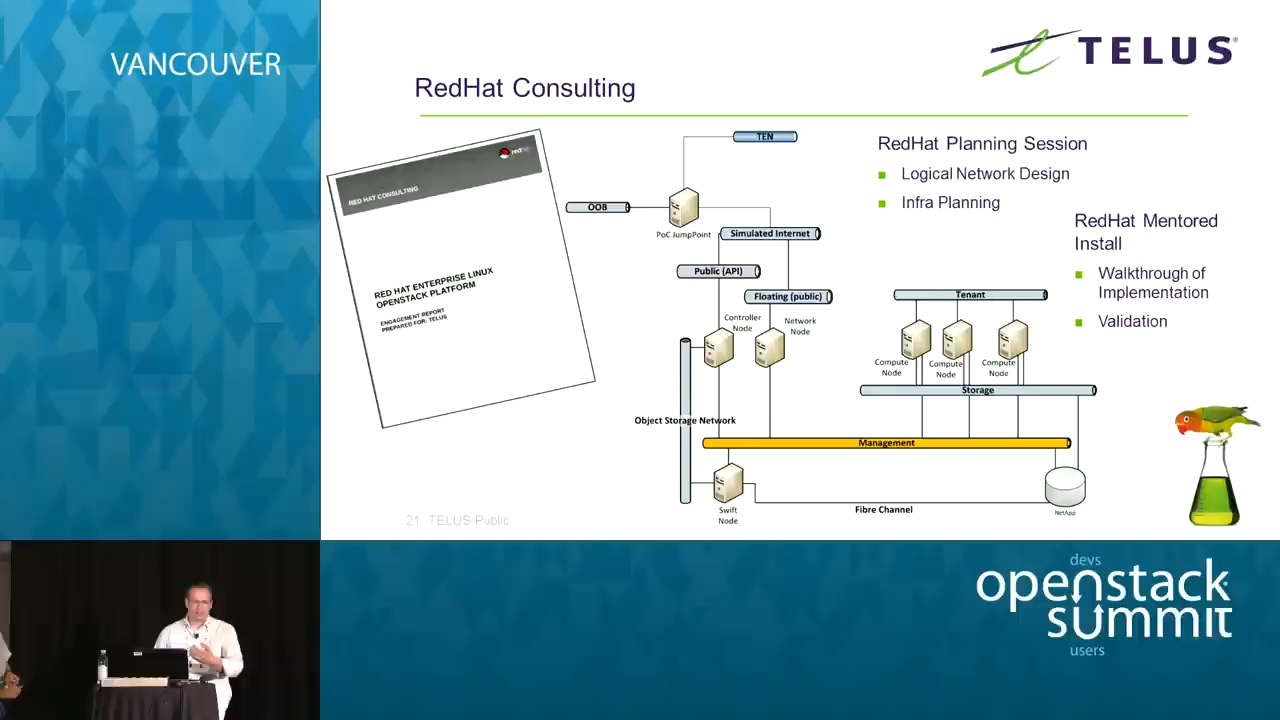 VANCOUVER
TELUS
RedHat Consulting
redhat
RED HAT CONSULTING
RED HAT ENTERPRISE LINUX
OPENSTACK PLATFORM
ENGAGEMENT REPORT
PREPARED FOR: TELUS
TEN
OOB
PoC JumpPoint
Simulated Internet
Public (API)
Floating (public)
Controller
Node
Network
Node
Object Storage Network
Tenant
Compute
Node
Compute
Node
Compute
Node
Storage
Management
Swift
Node
Fibre Channel
NetApp
RedHat Planning Session
Logical Network Design
Infra Planning
RedHat Mentored
Install
Walkthrough of
Implementation
Validation
21 TELUS Public
devs
openstack
summit
users